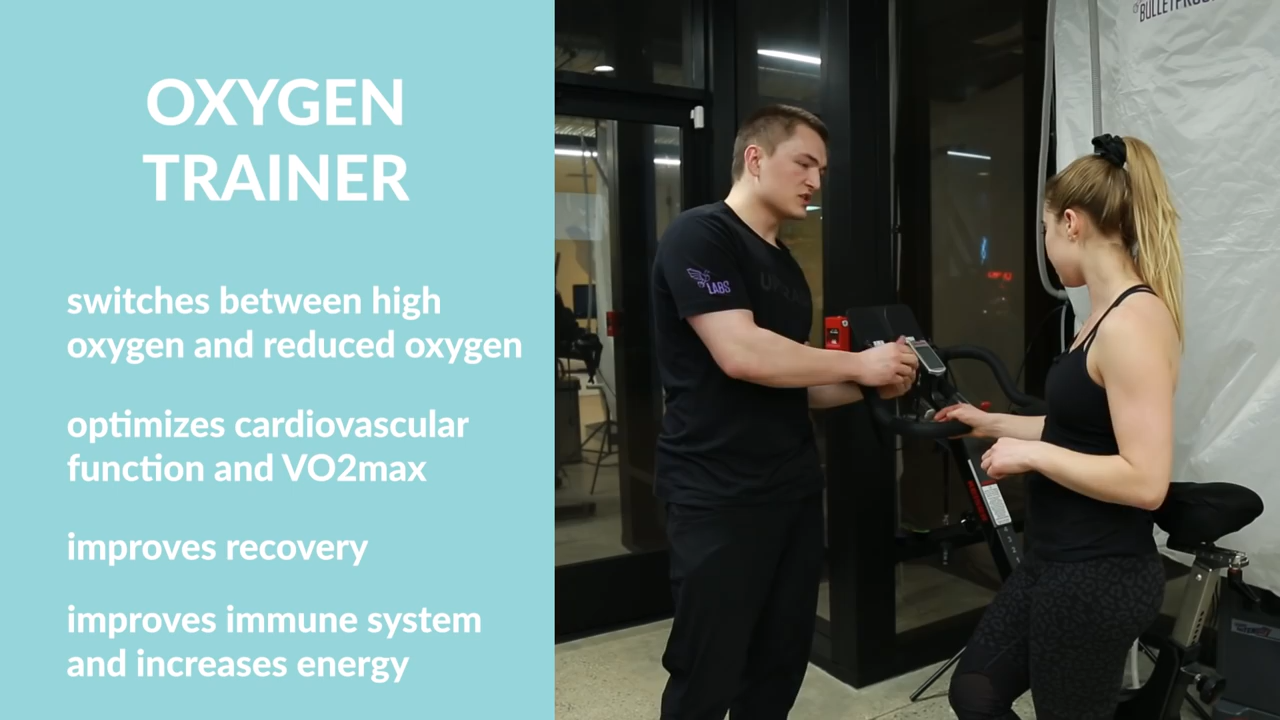 OXYGEN
TRAINER
switches between high
oxygen and reduced oxygen
optimizes cardiovascular
function and VO2max
improves recovery
improves immune system
and increases energy
LABS